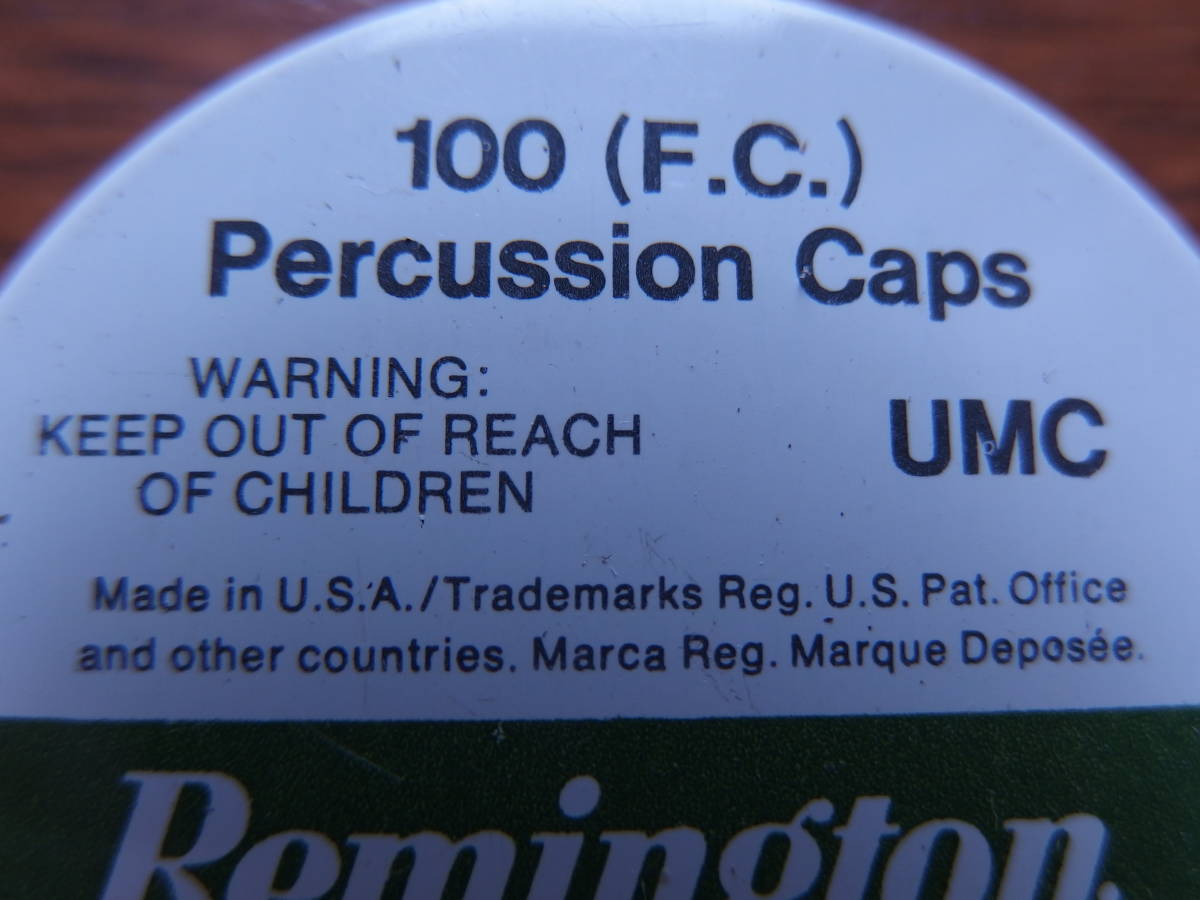 100 (F.C.)
Percussion Caps
WARNING:
KEEP OUT OF REACH
OF CHILDREN
UMC
Made in U.S.A./Trademarks Reg. U.S. Pat. Office
and other countries. Marca Reg. Marque Deposée.
Remington.